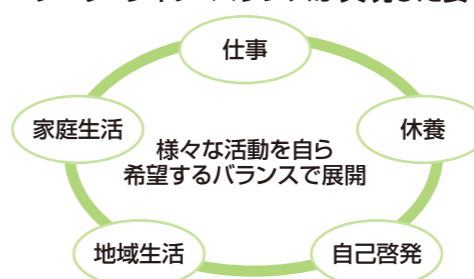 仕事
家庭生活
休養
様々な活動を自ら
希望するバランスで展開
地域生活
自己啓発